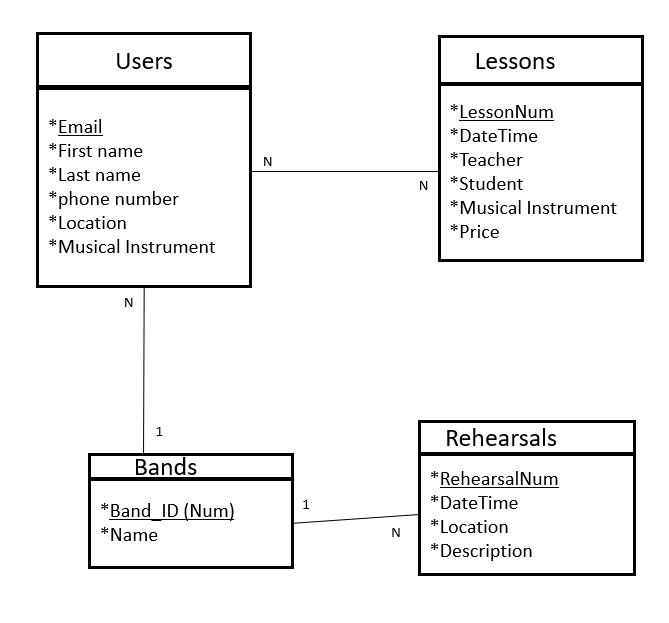 Users
*Email
*First name
*Last name
*phone number
*Location
*Musical Instrument
N
N
Lessons
*LessonNum
*DateTime
*Teacher
*Student
*Musical Instrument
*Price
N
1
Bands
*Band_ID (Num)
*Name
1
N
Rehearsals
*RehearsalNum
*DateTime
*Location
*Description